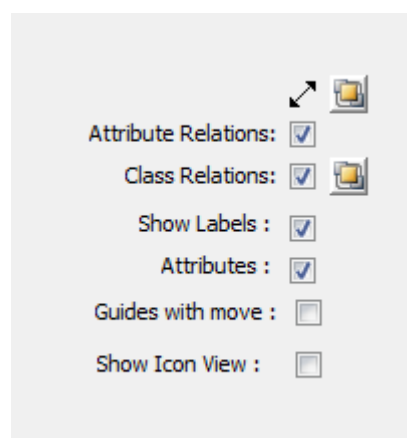 Attribute Relations:
Class Relations:
Show Labels :
Attributes :
Guides with move :
Show Icon View :